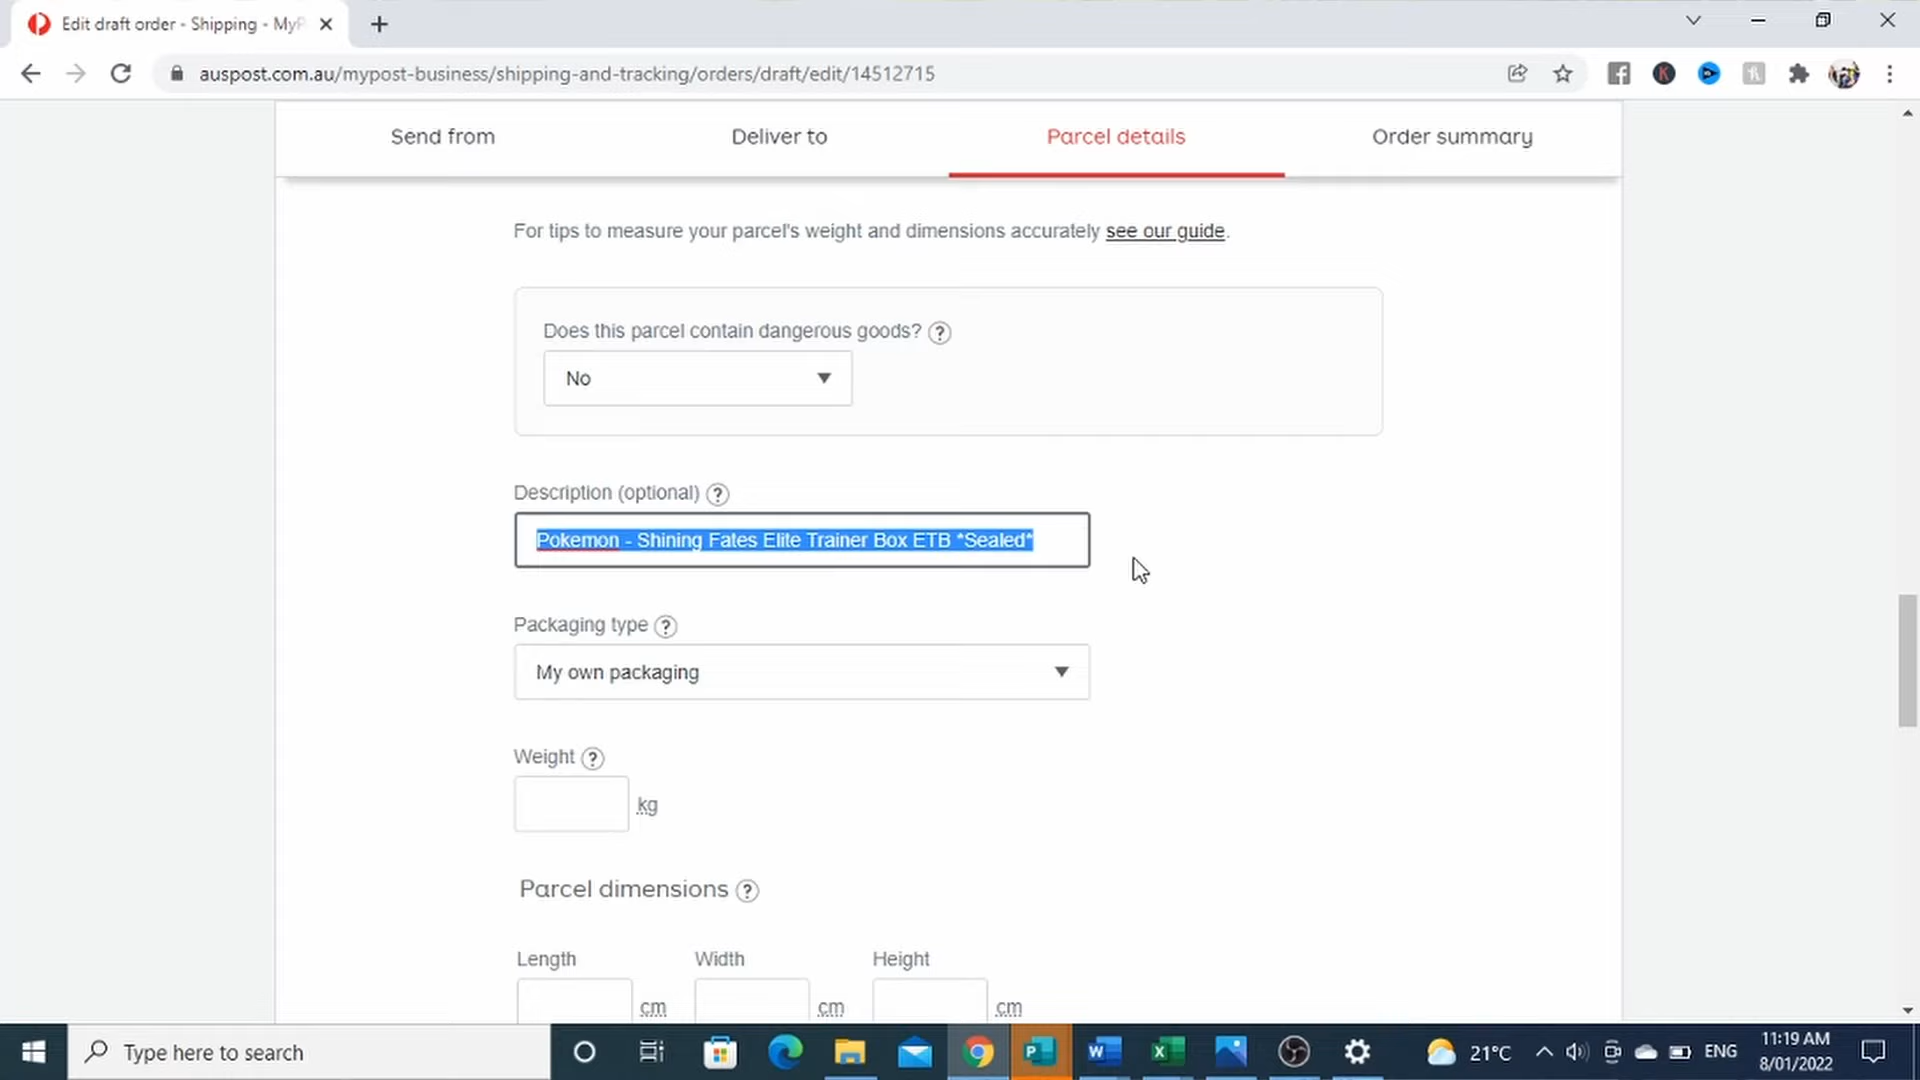 Edit draft order - Shipping - MyP
auspost.com.au/mypost-business/shipping-and-tracking/orders/draft/edit/14512715
Send from
Deliver to
Parcel details
Order summary
For tips to measure your parcel's weight and dimensions accurately see our guide.
Does this parcel contain dangerous goods? ?
No
Description (optional) ?
Pokemon - Shining Fates Elite Trainer Box ETB *Sealed*
Packaging type ?
My own packaging
Weight ?
kg
Parcel dimensions ?
Length Width Height
cm cm cm
Type here to search
21°C
ENG
11:19 AM
8/01/2022